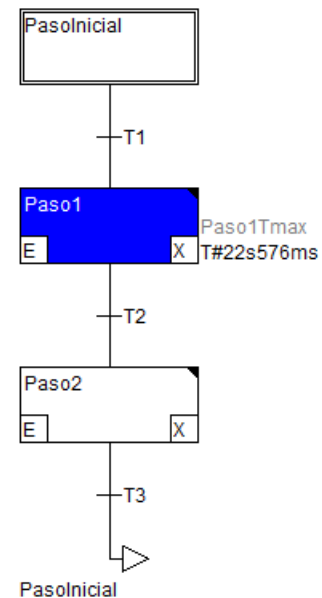 PasoInicial
T1
Paso1
Paso1Tmax
E X T#22s576ms
T2
Paso2
E X
T3
PasoInicial